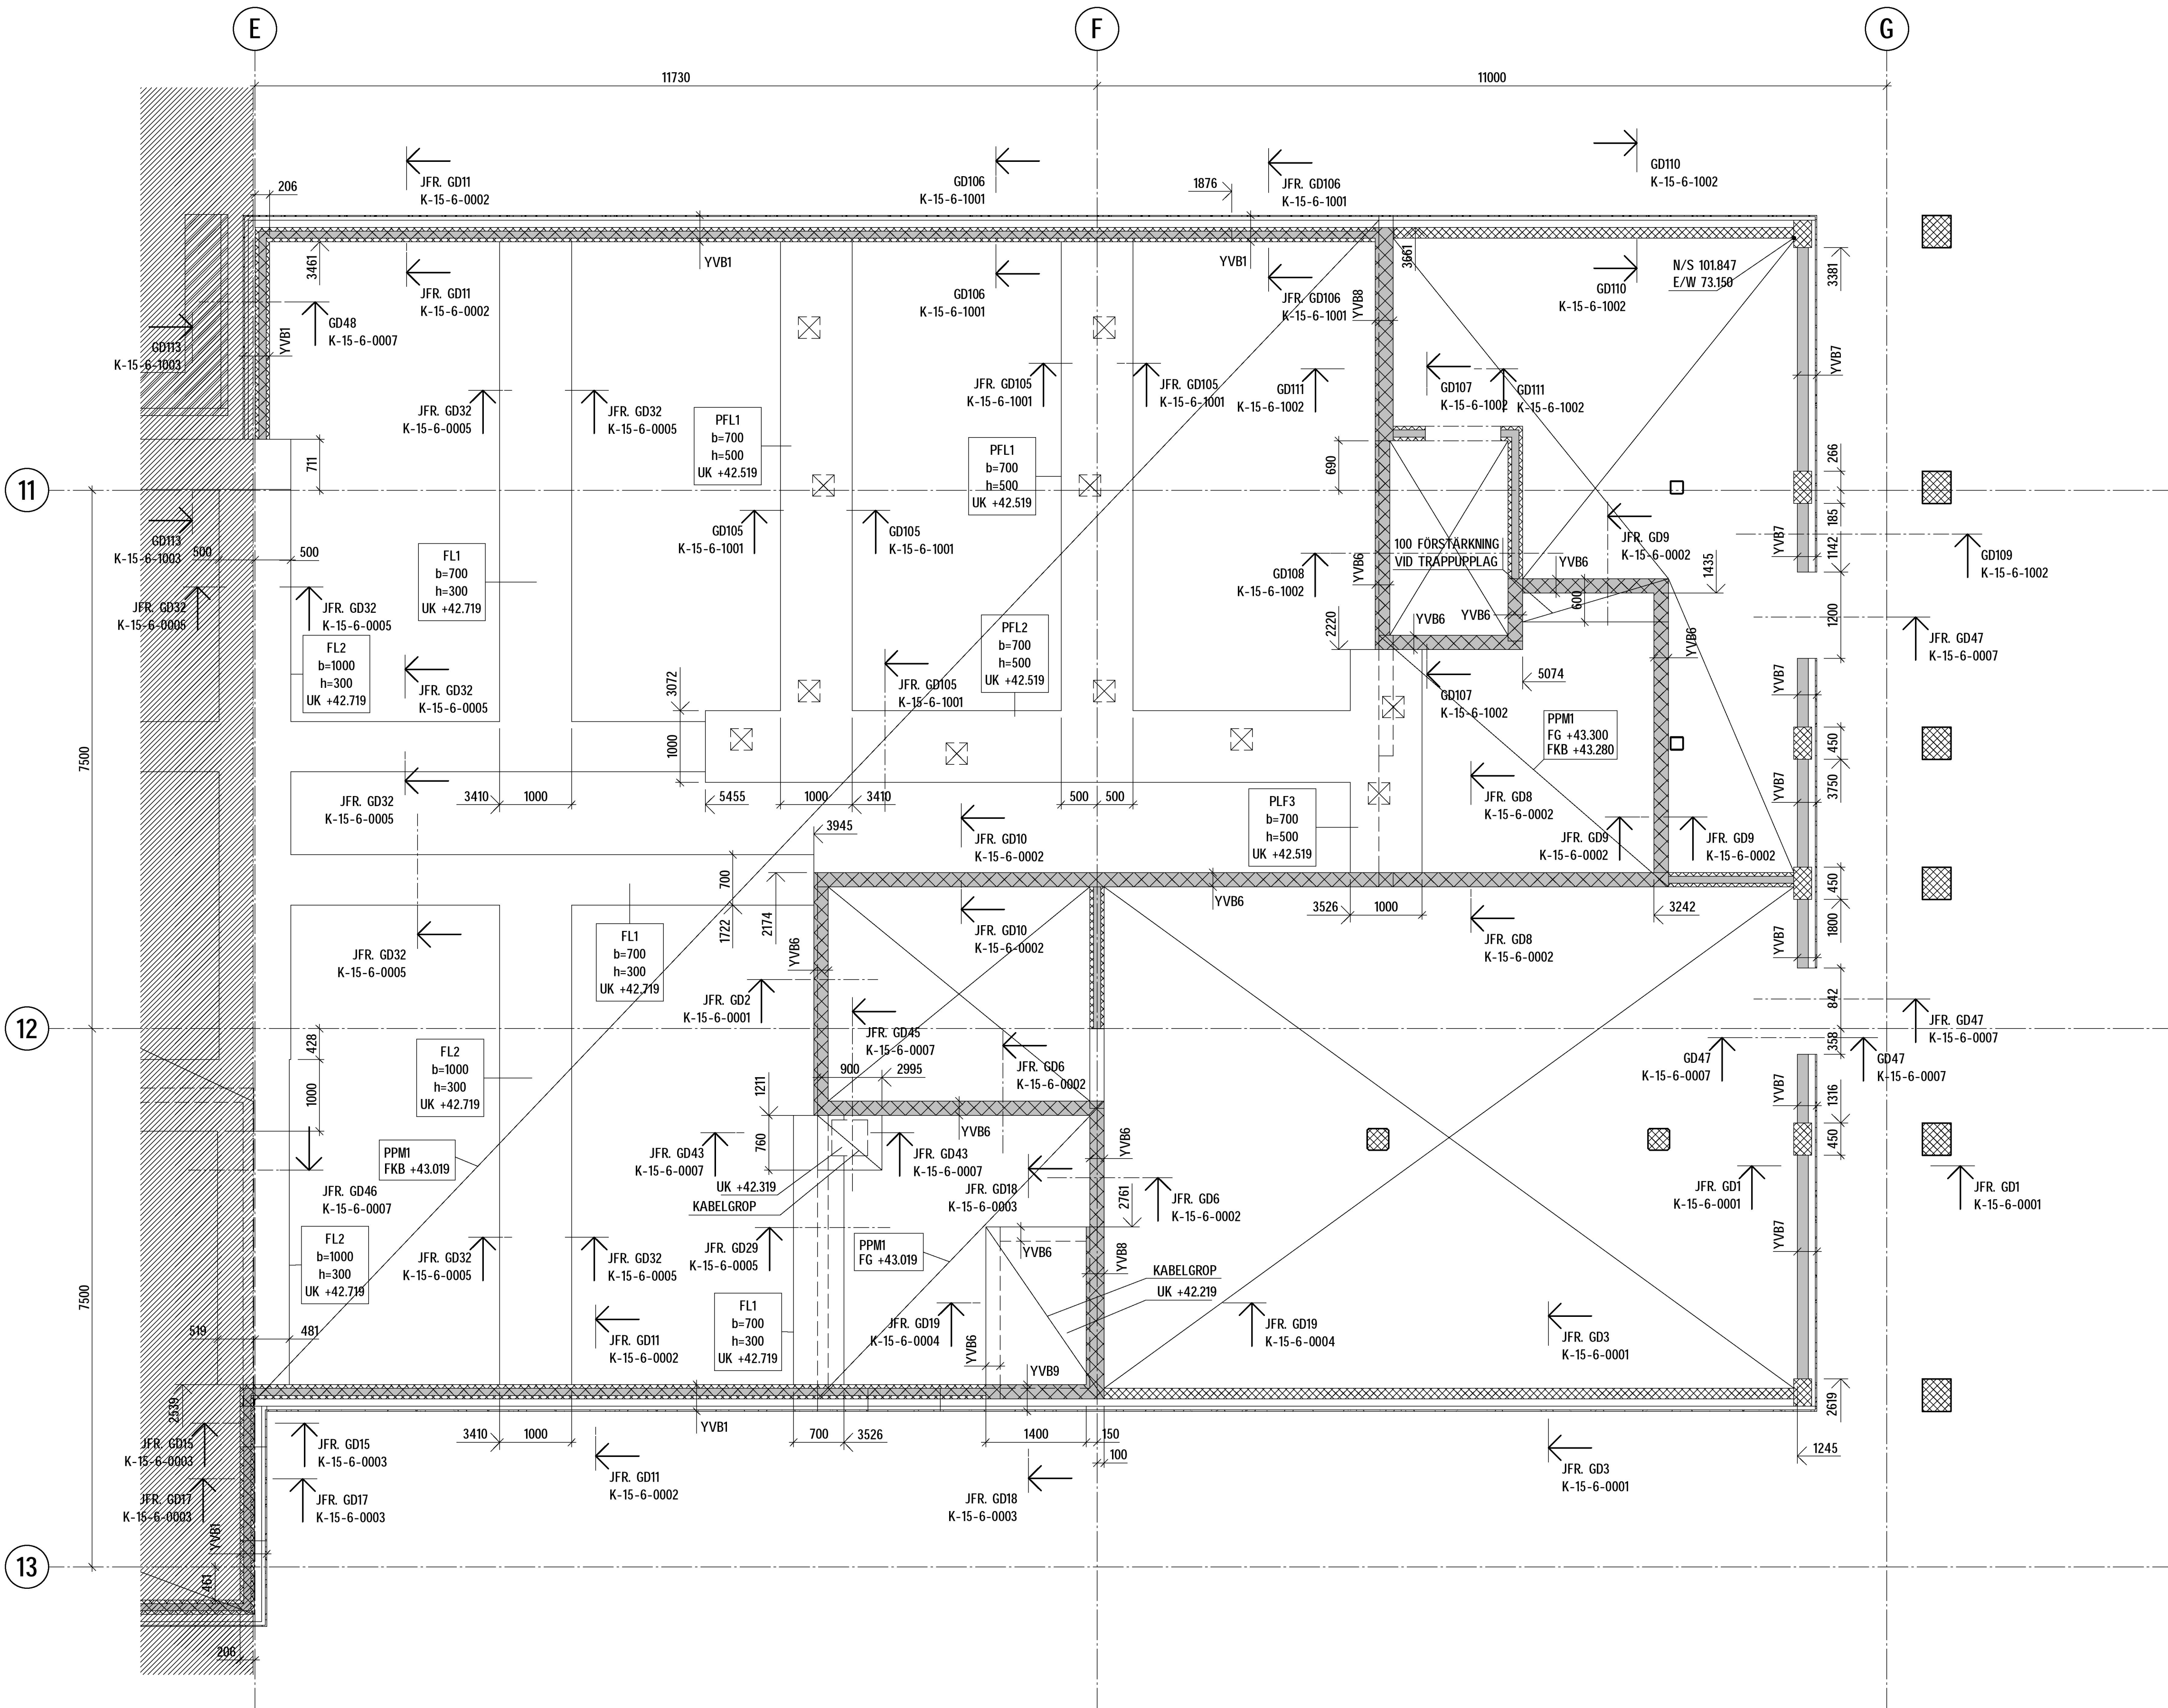 E
F
G
11730
11000
206
JFR. GD11
K-15-6-0002
GD106
K-15-6-1001
1876
JFR. GD106
K-15-6-1001
GD110
K-15-6-1002
3461
JFR. GD11
K-15-6-0002
YVB1
GD106
K-15-6-1001
YVB1
JFR. GD106
K-15-6-1001
YVB8
3661
GD110
K-15-6-1002
N/S 101.847
E/W 73.150
3381
GD113
K-15-6-1003
YVB1
GD48
K-15-6-0007
YVB7
JFR. GD32
K-15-6-0005
JFR. GD32
K-15-6-0005
PFL1
b=700
h=500
UK +42.519
JFR. GD105
K-15-6-1001
JFR. GD105
K-15-6-1001
GD111
K-15-6-1002
GD107
K-15-6-1002
GD111
K-15-6-1002
711
PFL1
b=700
h=500
UK +42.519
690
266
11
GD113
K-15-6-1003
500
500
GD105
K-15-6-1001
GD105
K-15-6-1001
185
1142
YVB7
FL1
b=700
h=300
UK +42.719
GD108
K-15-6-1002
YVB6
100 FÖRSTÄRKNING
VID TRAPPUPPLAG
JFR. GD9
K-15-6-0002
YVB6
1435
GD109
K-15-6-1002
JFR. GD32
K-15-6-0005
JFR. GD32
K-15-6-0005
600
1200
FL2
b=1000
h=300
UK +42.719
PFL2
b=700
h=500
UK +42.519
2220
YVB6
YVB6
YVB6
JFR. GD47
K-15-6-0007
JFR. GD32
K-15-6-0005
3072
JFR. GD105
K-15-6-1001
GD107
K-15-6-1002
5074
YVB7
1000
PPM1
FG +43.300
FKB +43.280
450
7500
JFR. GD32
K-15-6-0005
3410
1000
5455
1000
3410
500
500
3945
PLF3
b=700
h=500
UK +42.519
JFR. GD8
K-15-6-0002
YVB7
3750
JFR. GD10
K-15-6-0002
JFR. GD9
K-15-6-0002
JFR. GD9
K-15-6-0002
700
1722
2174
YVB6
450
JFR. GD10
K-15-6-0002
3526
1000
3242
1800
JFR. GD32
K-15-6-0005
FL1
b=700
h=300
UK +42.719
YVB6
JFR. GD8
K-15-6-0002
YVB7
JFR. GD2
K-15-6-0001
842
12
428
JFR. GD45
K-15-6-0007
JFR. GD47
K-15-6-0007
358
FL2
b=1000
h=300
UK +42.719
JFR. GD6
K-15-6-0002
GD47
K-15-6-0007
GD47
K-15-6-0007
1000
900
2995
1211
YVB7
1316
PPM1
FKB +43.019
JFR. GD43
K-15-6-0007
760
YVB6
YVB6
JFR. GD43
K-15-6-0007
450
JFR. GD46
K-15-6-0007
UK +42.319
KABELGROP
JFR. GD18
K-15-6-0003
2761
JFR. GD6
K-15-6-0002
JFR. GD1
K-15-6-0001
JFR. GD1
K-15-6-0001
FL2
b=1000
h=300
UK +42.719
JFR. GD32
K-15-6-0005
JFR. GD32
K-15-6-0005
JFR. GD29
K-15-6-0005
PPM1
FG +43.019
YVB6
YVB8
YVB7
7500
KABELGROP
UK +42.219
519
481
JFR. GD11
K-15-6-0002
FL1
b=700
h=300
UK +42.719
JFR. GD19
K-15-6-0004
YVB6
JFR. GD19
K-15-6-0004
JFR. GD3
K-15-6-0001
YVB9
2539
2619
YVB1
JFR. GD15
K-15-6-0003
JFR. GD15
K-15-6-0003
3410
1000
700
3526
1400
150
100
1245
JFR. GD11
K-15-6-0002
JFR. GD3
K-15-6-0001
JFR. GD17
K-15-6-0003
JFR. GD17
K-15-6-0003
JFR. GD18
K-15-6-0003
YVB1
13
461
206